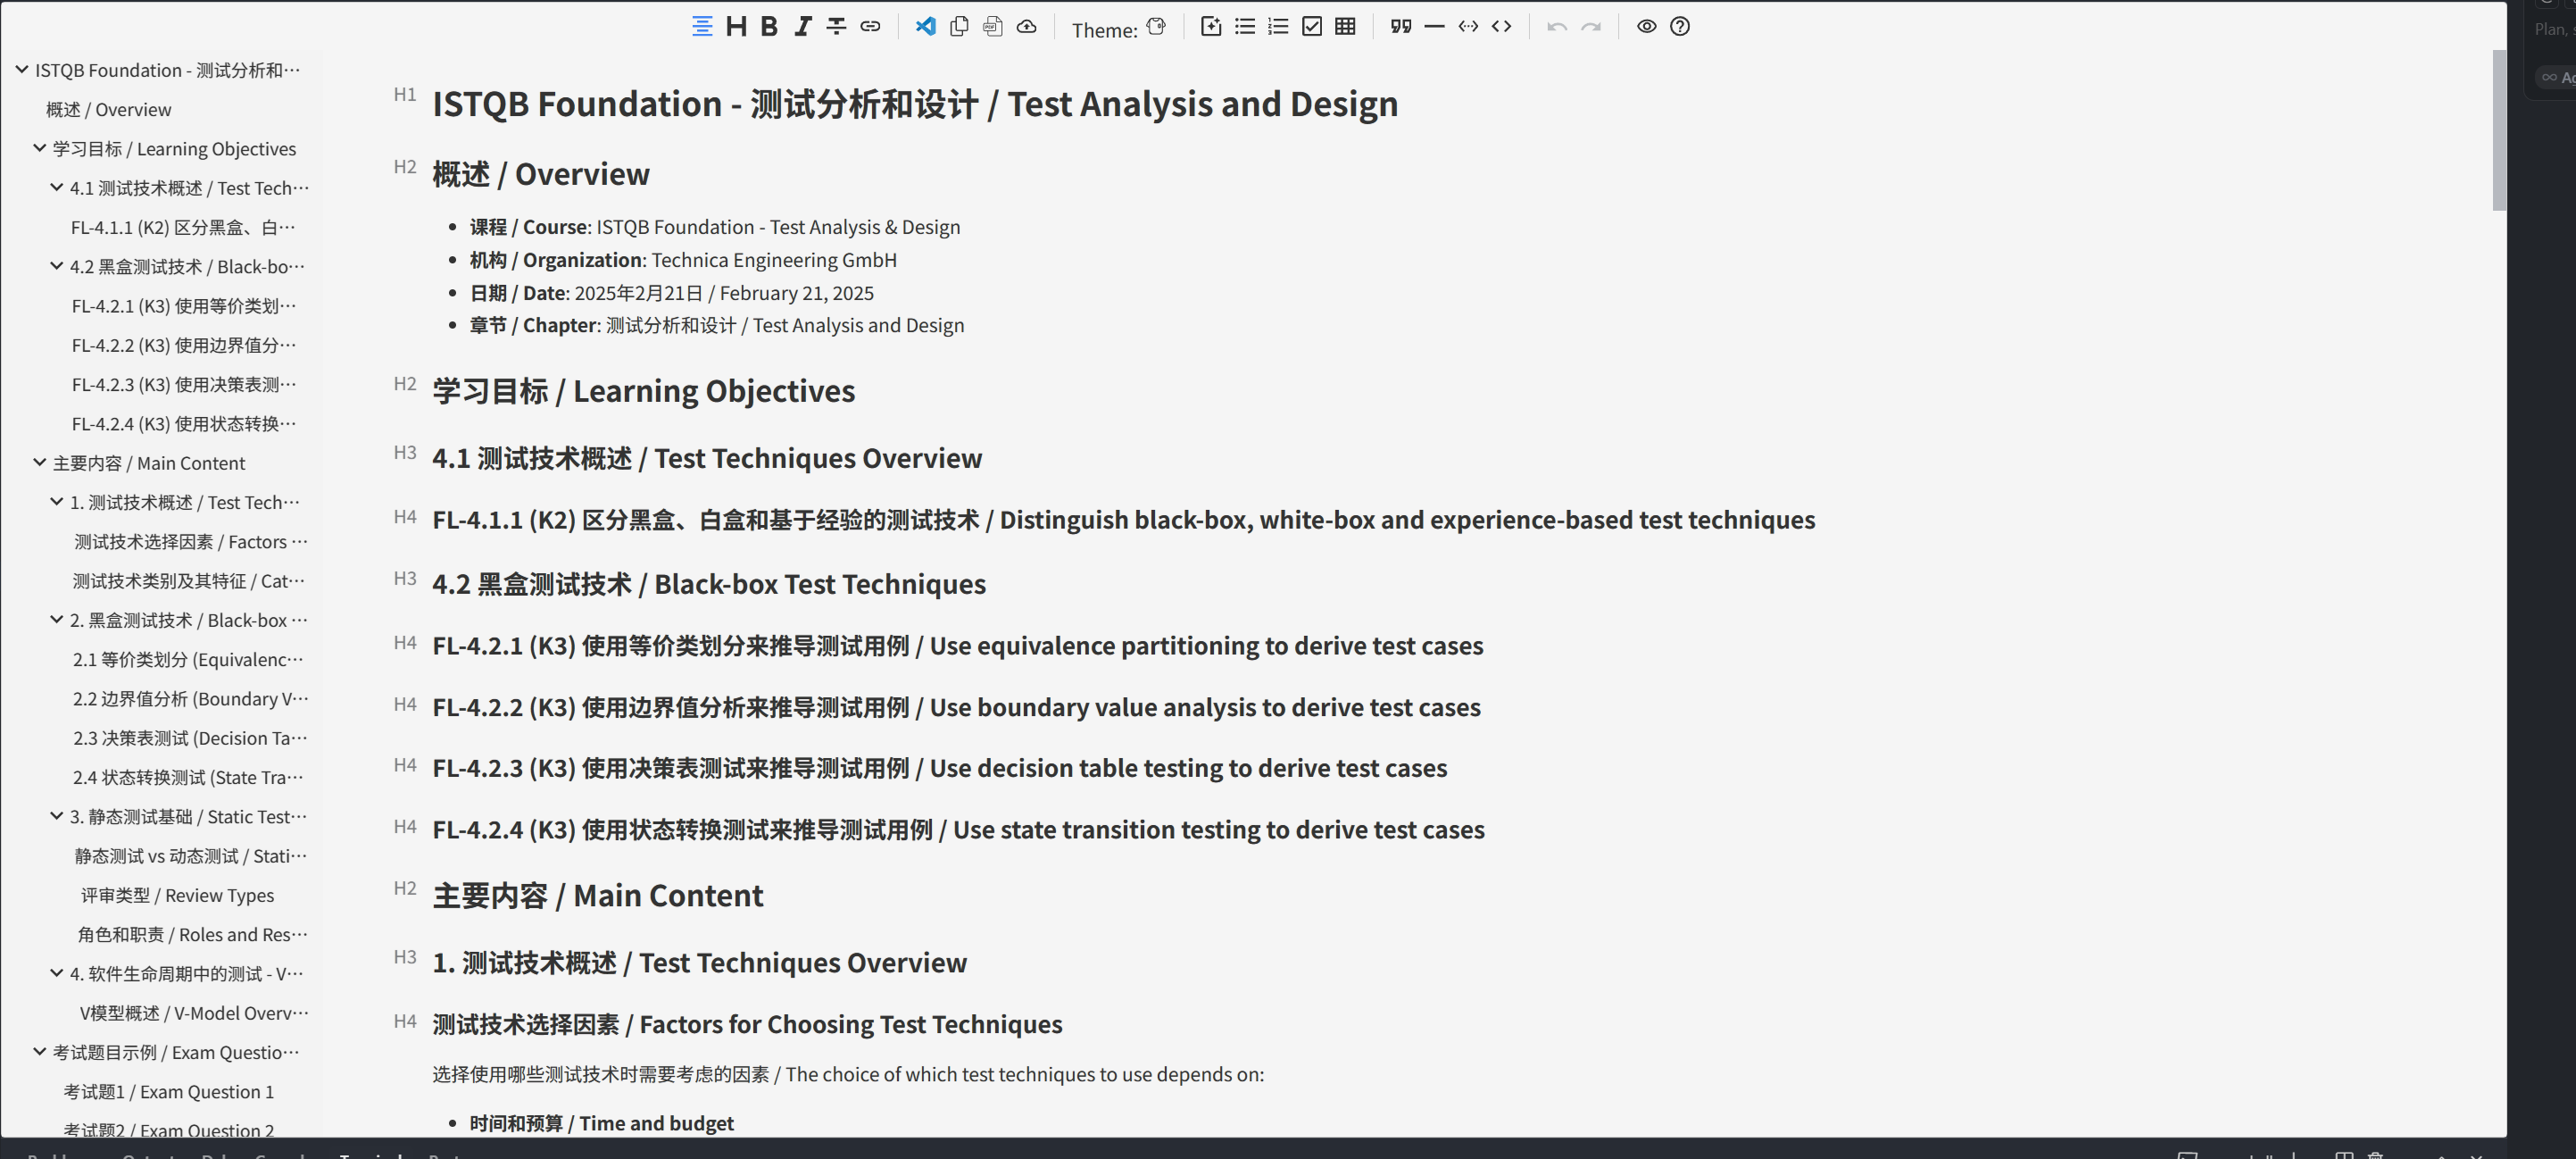 Theme:
Plan, s
ISTQB Foundation - 测试分析和···
概述 / Overview
学习目标 / Learning Objectives
4.1 测试技术概述 / Test Tech···
FL-4.1.1 (K2) 区分黑盒、白···
4.2 黑盒测试技术 / Black-bo···
FL-4.2.1 (K3) 使用等价类划···
FL-4.2.2 (K3) 使用边界值分···
FL-4.2.3 (K3) 使用决策表测···
FL-4.2.4 (K3) 使用状态转换···
主要内容 / Main Content
1. 测试技术概述 / Test Tech···
测试技术选择因素 / Factors ···
测试技术类别及其特征 / Cat···
2. 黑盒测试技术 / Black-box ···
2.1 等价类划分 (Equivalenc···
2.2 边界值分析 (Boundary V···
2.3 决策表测试 (Decision Ta···
2.4 状态转换测试 (State Tra···
3. 静态测试基础 / Static Test···
静态测试 vs 动态测试 / Stati···
评审类型 / Review Types
角色和职责 / Roles and Res···
4. 软件生命周期中的测试 - V···
V模型概述 / V-Model Overv···
考试题目示例 / Exam Questio···
考试题1 / Exam Question 1
考试题2 / Exam Question 2
H1 ISTQB Foundation - 测试分析和设计 / Test Analysis and Design
H2 概述 / Overview
• 课程 / Course: ISTQB Foundation - Test Analysis & Design
• 机构 / Organization: Technica Engineering GmbH
• 日期 / Date: 2025年2月21日 / February 21, 2025
• 章节 / Chapter: 测试分析和设计 / Test Analysis and Design
H2 学习目标 / Learning Objectives
H3 4.1 测试技术概述 / Test Techniques Overview
H4 FL-4.1.1 (K2) 区分黑盒、白盒和基于经验的测试技术 / Distinguish black-box, white-box and experience-based test techniques
H3 4.2 黑盒测试技术 / Black-box Test Techniques
H4 FL-4.2.1 (K3) 使用等价类划分来推导测试用例 / Use equivalence partitioning to derive test cases
H4 FL-4.2.2 (K3) 使用边界值分析来推导测试用例 / Use boundary value analysis to derive test cases
H4 FL-4.2.3 (K3) 使用决策表测试来推导测试用例 / Use decision table testing to derive test cases
H4 FL-4.2.4 (K3) 使用状态转换测试来推导测试用例 / Use state transition testing to derive test cases
H2 主要内容 / Main Content
H3 1. 测试技术概述 / Test Techniques Overview
H4 测试技术选择因素 / Factors for Choosing Test Techniques
选择使用哪些测试技术时需要考虑的因素 / The choice of which test techniques to use depends on:
• 时间和预算 / Time and budget